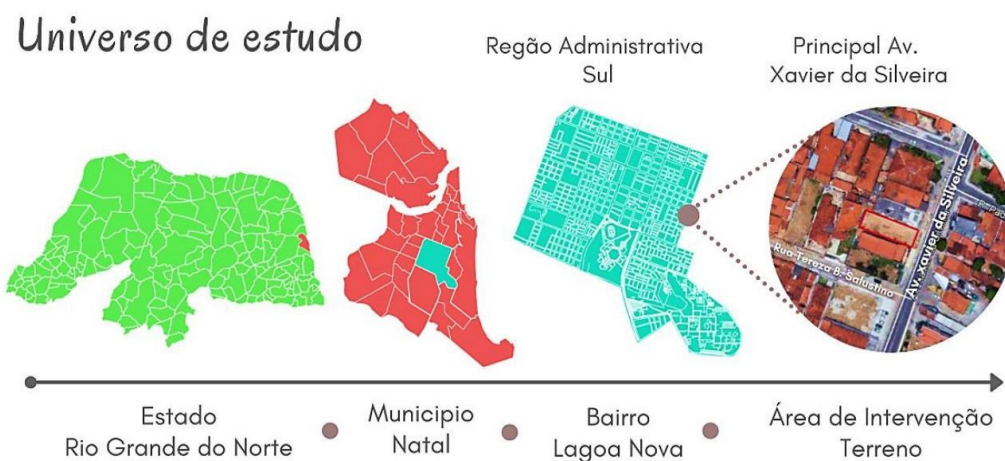 Universo de estudo
Regão Administrativa
Sul
Principal Av.
Xavier da Silveira
Av. Xavier da Silveira
Rua Tereza B. Salustino
Estado
Rio Grande do Norte
Municipio
Natal
Bairro
Lagoa Nova
Área de Intervenção
Terreno